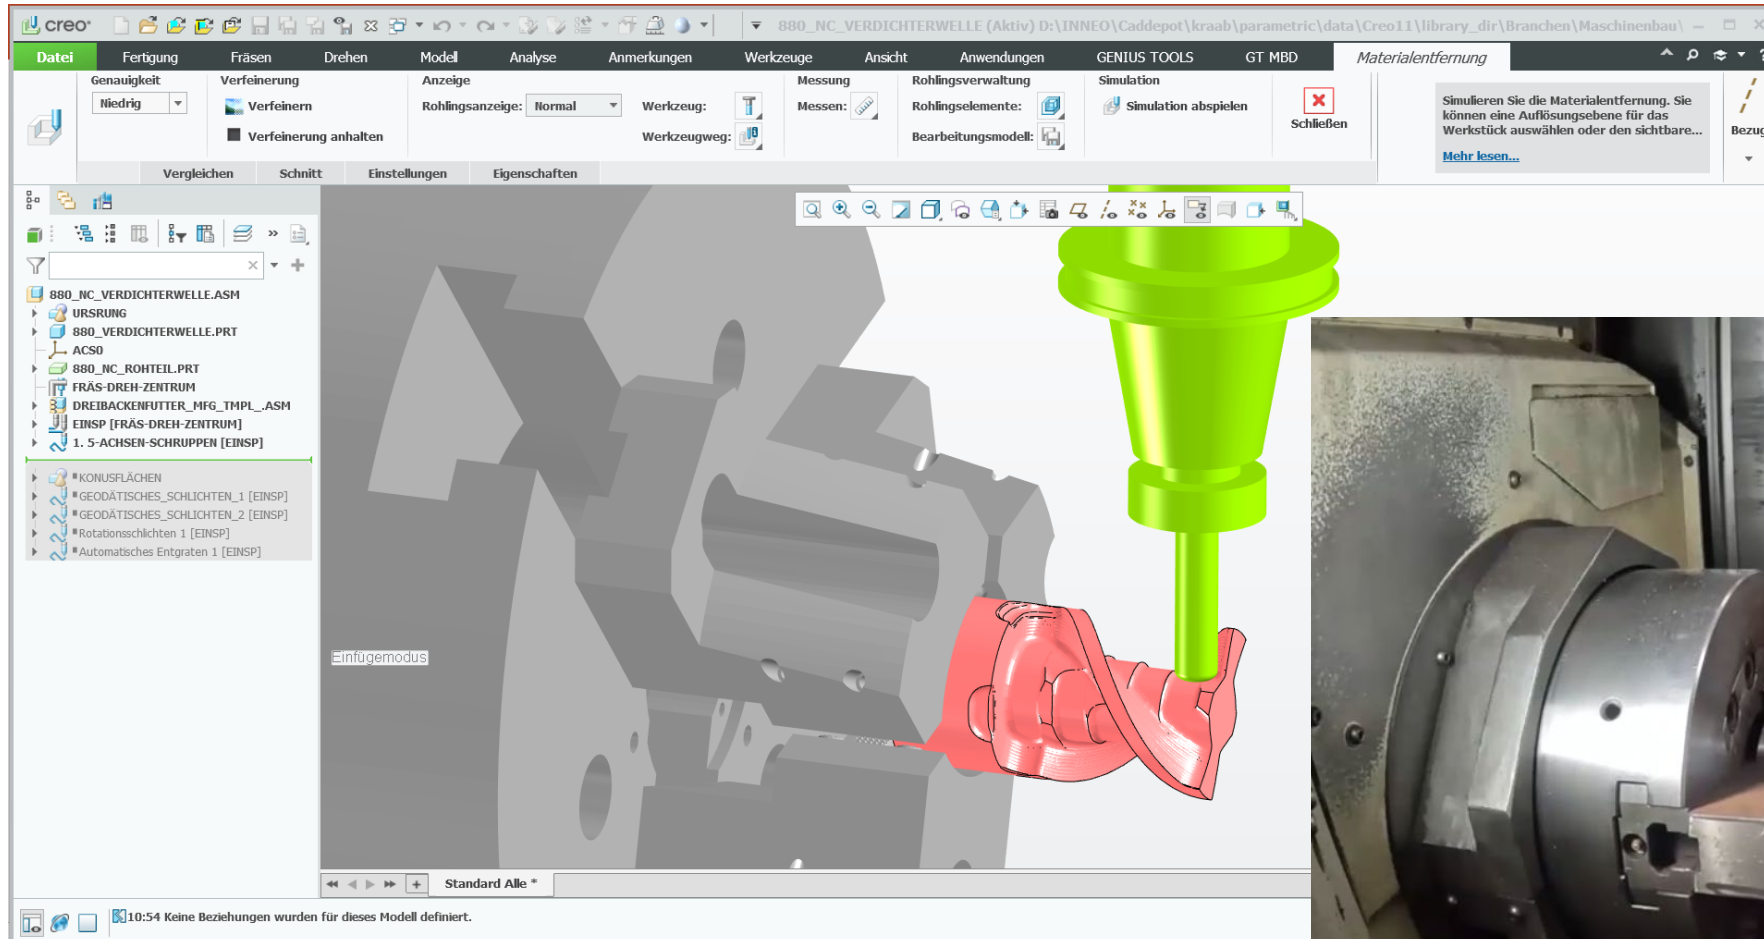 creo®
880_NC_VERDICHTERWELLE (Aktiv) D:\INNEO\Caddepot\kraab\parametric\data\Creo11\library_dir\Branchen\Maschinenbau\
Datei Fertigung Fräsen Drehen Modell Analyse Anmerkungen Werkzeuge Ansicht Anwendungen GENIUS TOOLS GT MBD Materialentfernung
Genauigkeit Verfeinerung Anzeige Messung Rohlingsverwaltung Simulation
Niedrig Verfeinern Rohlingsanzeige: Normal Werkzeug: Messen: Rohlingselemente: Simulation abspielen
Verfeinerung anhalten Werkzeugweg: Bearbeitungsmodell: Schließen
Simulieren Sie die Materialentfernung. Sie
können eine Auflösungsebene für das
Werkstück auswählen oder den sichtbare...
Mehr lesen...
Bezug
Vergleichen Schnitt Einstellungen Eigenschaften
880_NC_VERDICHTERWELLE.ASM
URSRUNG
880_VERDICHTERWELLE.PRT
ACS0
880_NC_ROHTEIL.PRT
FRÄS-DREH-ZENTRUM
DREIBACKENFUTTER_MFG_TMPL_.ASM
EINSP [FRÄS-DREH-ZENTRUM]
1. 5-ACHSEN-SCHRUPPEN [EINSP]
KONUSFLÄCHEN
GEODÄTISCHES_SCHLICHTEN_1 [EINSP]
GEODÄTISCHES_SCHLICHTEN_2 [EINSP]
Rotationsschlichten 1 [EINSP]
Automatisches Entgraten 1 [EINSP]
Einfügemodus
Standard Alle *
10:54 Keine Beziehungen wurden für dieses Modell definiert.